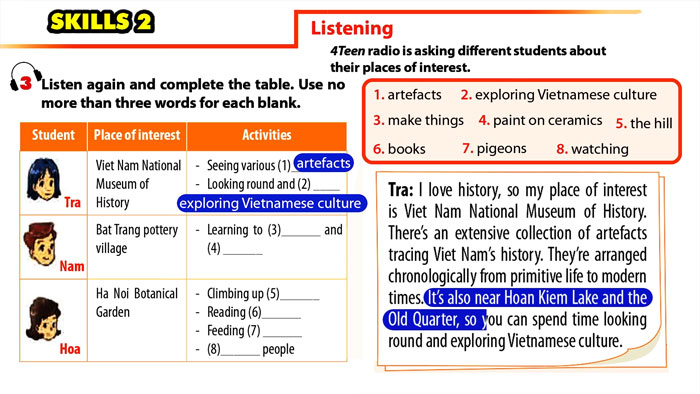 SKILLS 2
Listening
4Teen radio is asking different students about
their places of interest.
3 Listen again and complete the table. Use no
more than three words for each blank.
Student Place of interest Activities
Tra
Viet Nam National
Museum of
History
- Seeing various (1) artefacts
- Looking round and (2) ____
exploring Vietnamese culture
Nam
Bat Trang pottery
village
- Learning to (3)______ and
(4) ______
Hoa
Ha Noi Botanical
Garden
- Climbing up (5)______
- Reading (6)______
- Feeding (7) ______
- (8)______ people
1. artefacts 2. exploring Vietnamese culture
3. make things 4. paint on ceramics 5. the hill
6. books 7. pigeons 8. watching
Tra: I love history, so my place of interest
is Viet Nam National Museum of History.
There's an extensive collection of artefacts
tracing Viet Nam's history. They're arranged
chronologically from primitive life to modern
times. It's also near Hoan Kiem Lake and the
Old Quarter, so you can spend time looking
round and exploring Vietnamese culture.